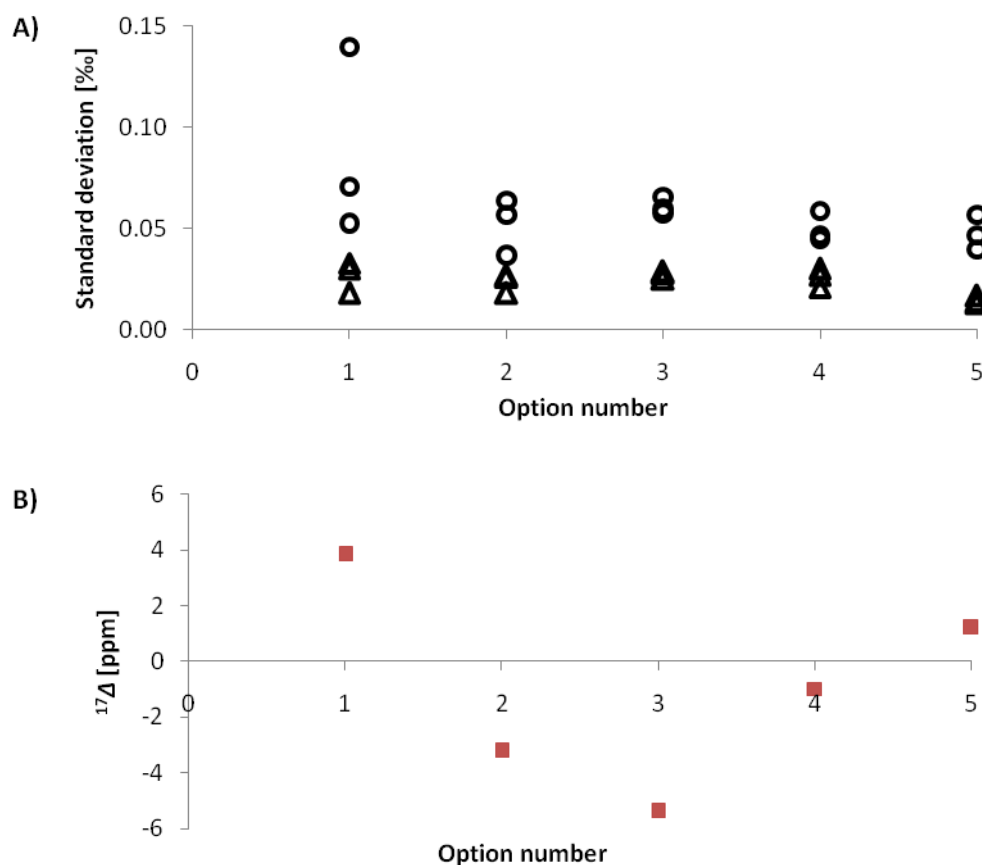 A)
Standard deviation [‰]
0.15
0.10
0.05
0.00
0 1 2 3 4 5
Option number
B)
¹⁷Δ [ppm]
6
4
2
0
-2
-4
-6
0 1 2 3 4 5
Option number